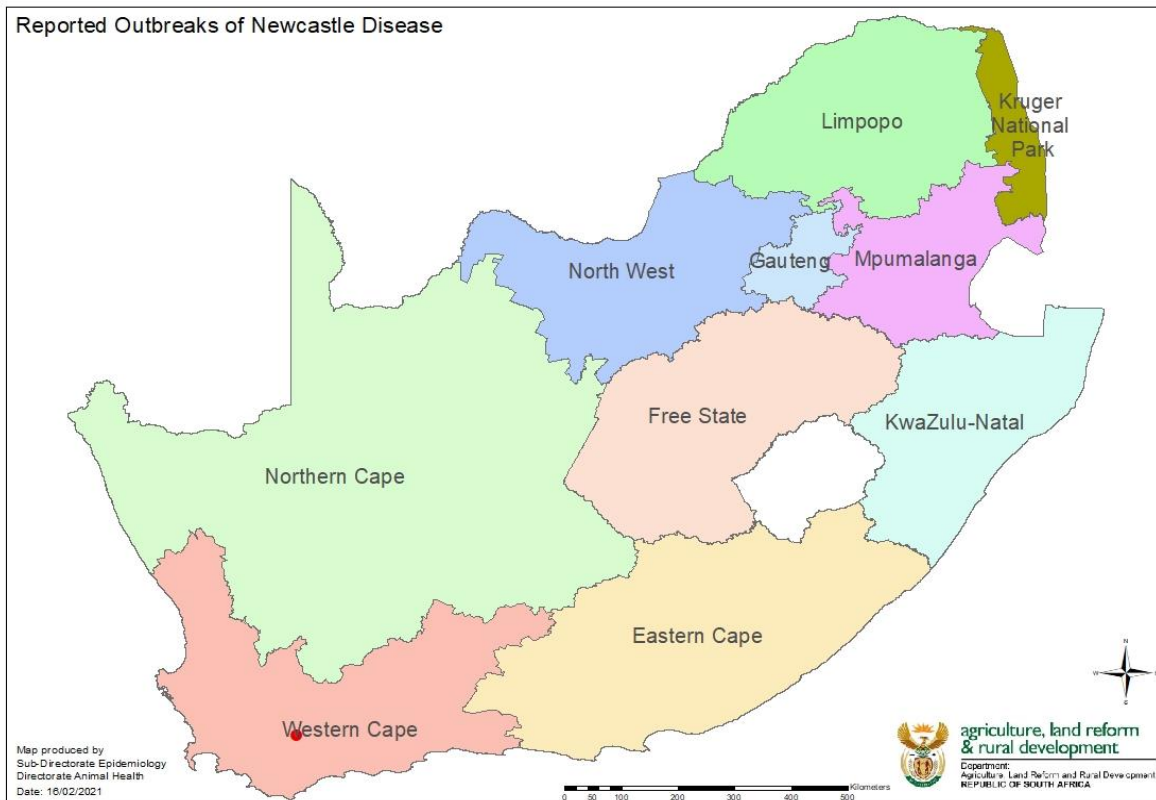 Reported Outbreaks of Newcastle Disease
Limpopo
Kruger
National
Park
North West
Gauteng
Mpumalanga
Free State
KwaZulu-Natal
Northern Cape
Eastern Cape
Western Cape
N
W
S
Map produced by
Sub-Directorate Epidemiology
Directorate Animal Health
Date: 16/02/2021
Kilometers
0 50 100 200 300 400 500
agriculture, land reform
& rural development
Department:
Agriculture, Land Reform and Rural Development
REPUBLIC OF SOUTH AFRICA